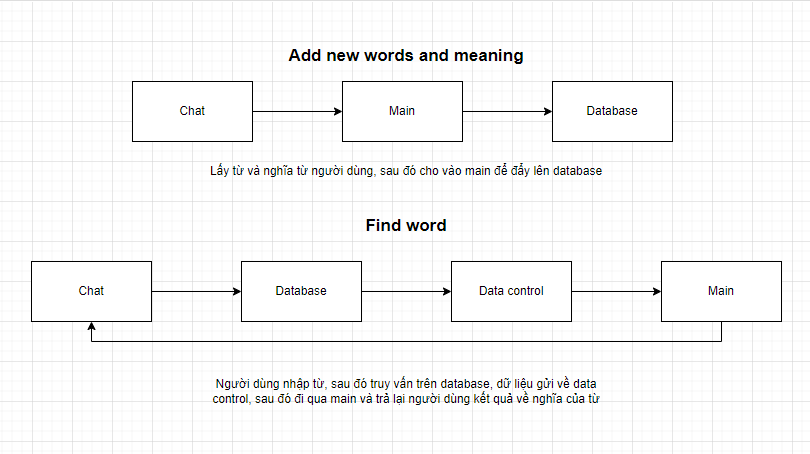 Add new words and meaning
Chat
Main
Database
Lấy từ và nghĩa từ người dùng, sau đó cho vào main để đẩy lên database
Find word
Chat
Database
Data control
Main
Người dùng nhập từ, sau đó truy vấn trên database, dữ liệu gửi về data
control, sau đó đi qua main và trả lại người dùng kết quả về nghĩa của từ